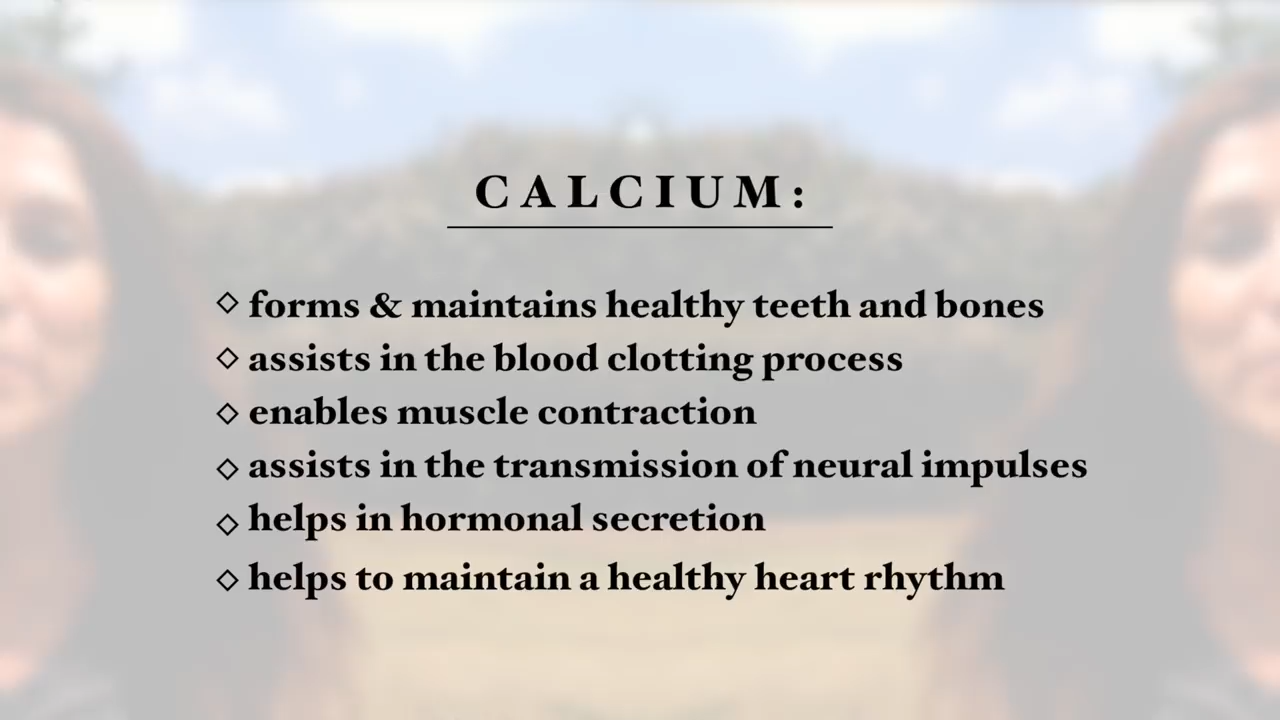 CALCIUM:
◇ forms & maintains healthy teeth and bones
◇ assists in the blood clotting process
◇ enables muscle contraction
◇ assists in the transmission of neural impulses
◇ helps in hormonal secretion
◇ helps to maintain a healthy heart rhythm